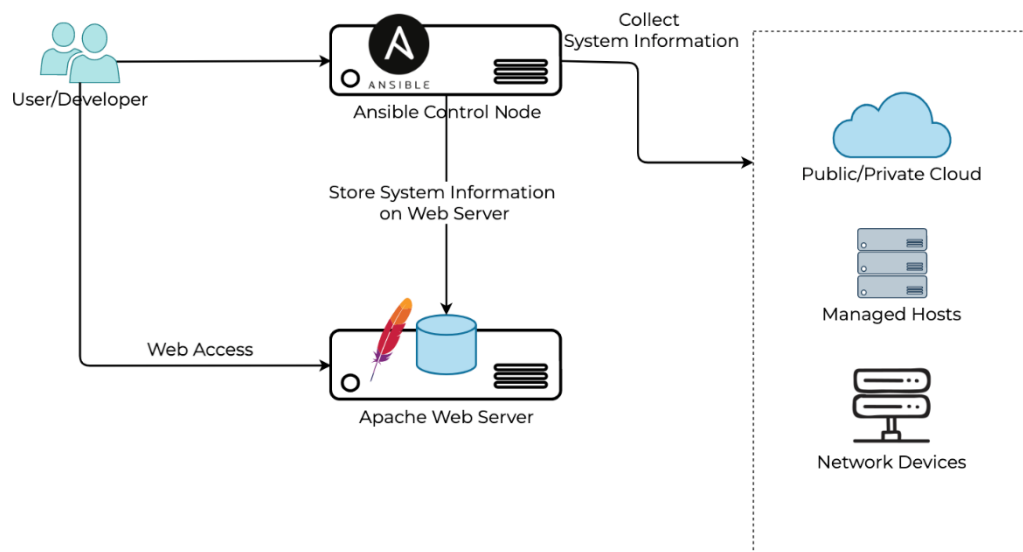 Collect
System Information
ANSIBLE
User/Developer
Ansible Control Node
Public/Private Cloud
Store System Information
on Web Server
Managed Hosts
Web Access
Apache Web Server
Network Devices